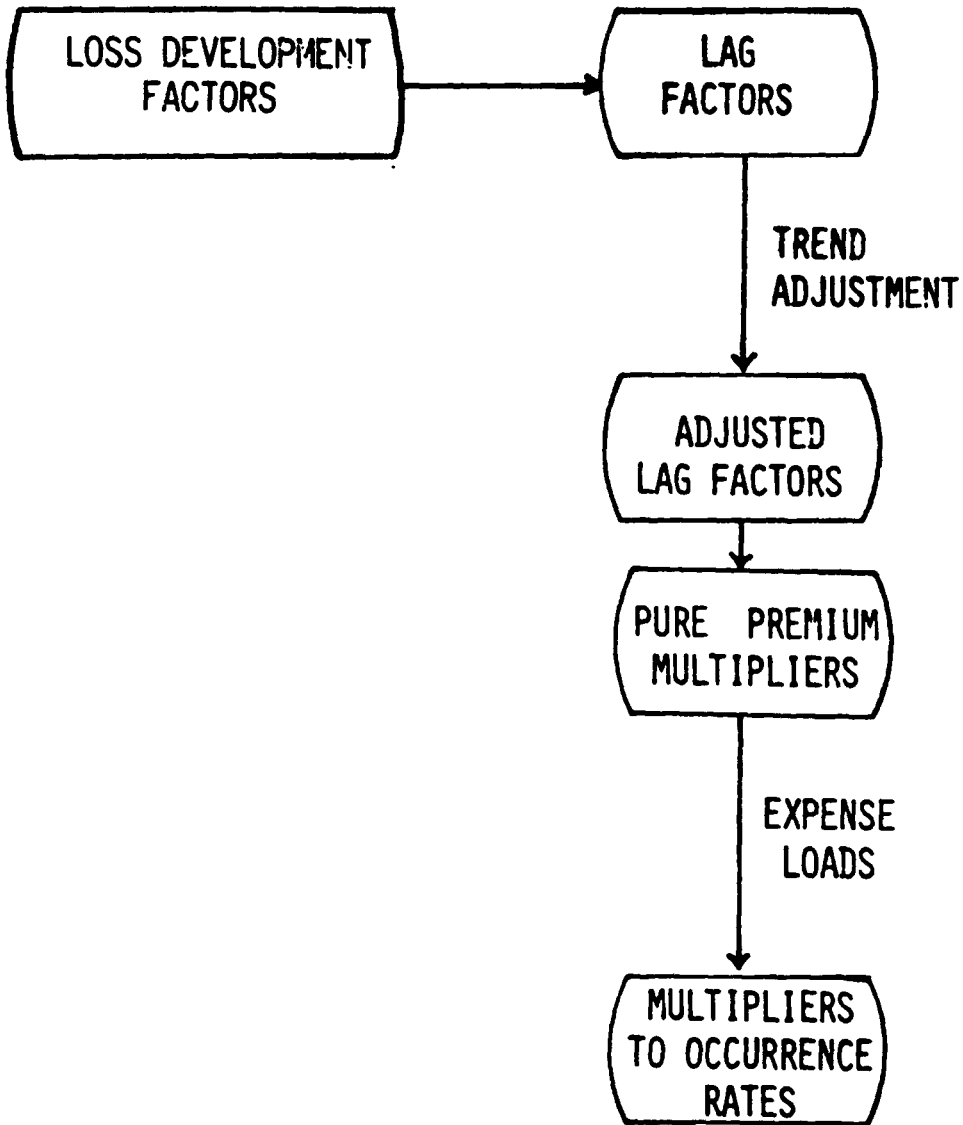 LOSS DEVELOPMENT
FACTORS
LAG
FACTORS
TREND
ADJUSTMENT
ADJUSTED
LAG FACTORS
PURE PREMIUM
MULTIPLIERS
EXPENSE
LOADS
MULTIPLIERS
TO OCCURRENCE
RATES